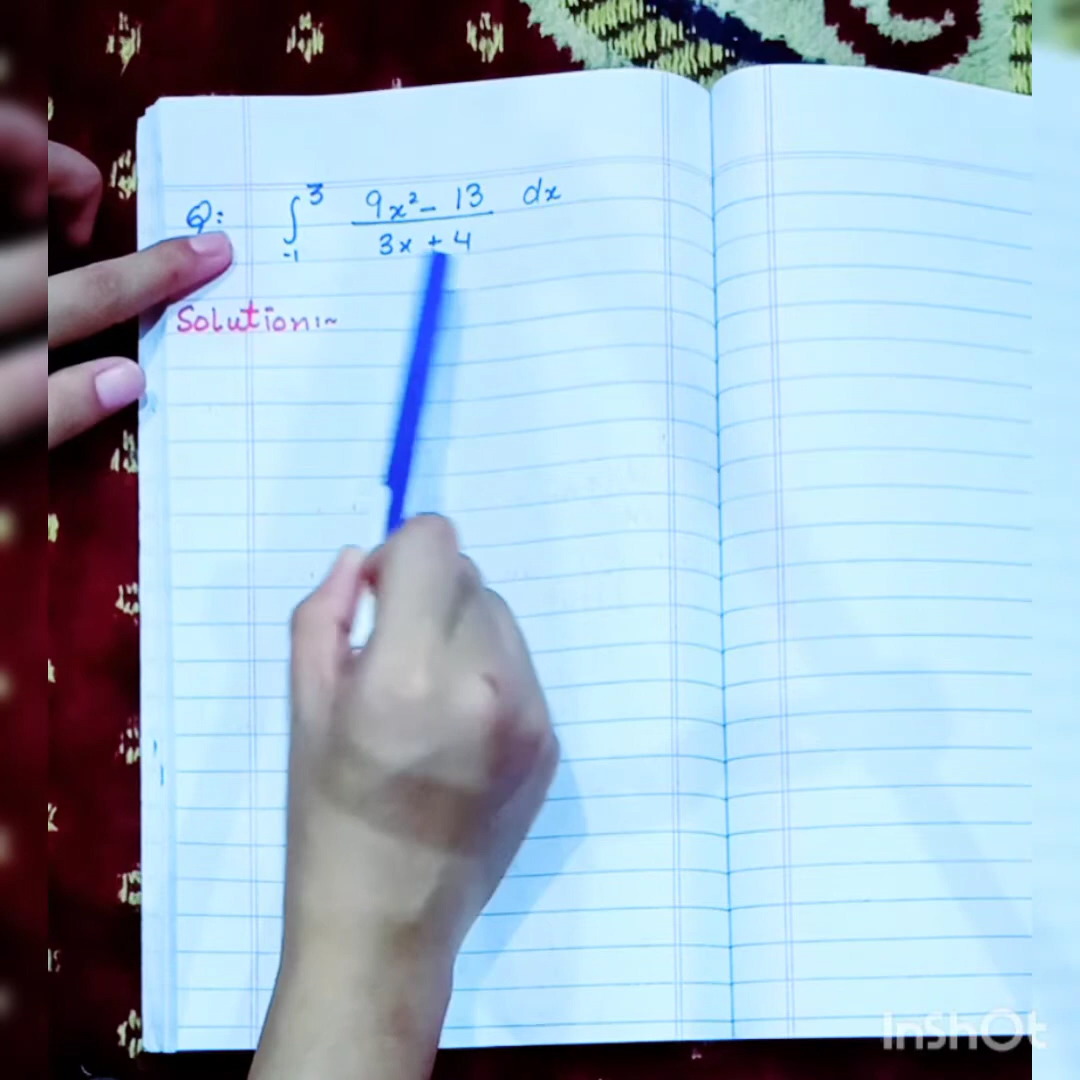 Q: ∫₋₁³ (9x² - 13)/(3x + 4) dx
Solution:~
InShOt